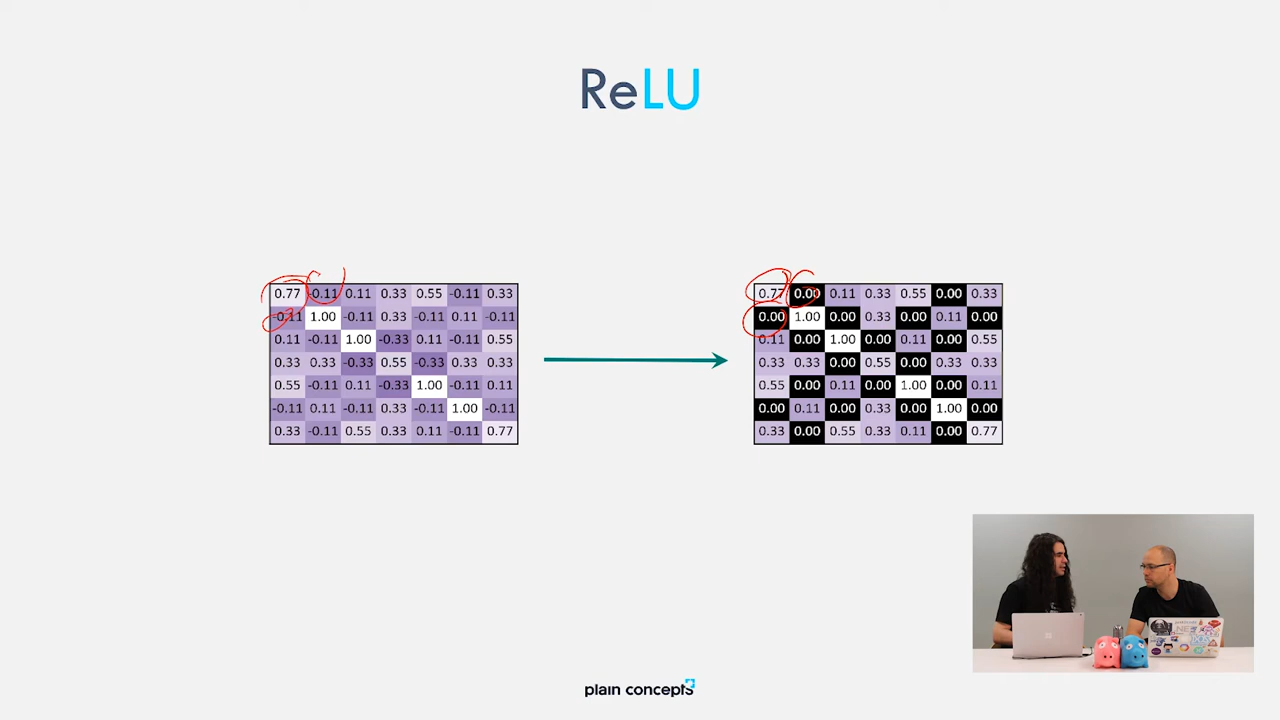 ReLU
0.77 -0.11 0.11 0.33 0.55 -0.11 0.33
-0.11 1.00 -0.11 0.33 -0.11 0.11 -0.11
0.11 -0.11 1.00 -0.33 0.11 -0.11 0.55
0.33 0.33 -0.33 0.55 -0.33 0.33 0.33
0.55 -0.11 0.11 -0.33 1.00 -0.11 0.11
-0.11 0.11 -0.11 0.33 -0.11 1.00 -0.11
0.33 -0.11 0.55 0.33 0.11 -0.11 0.77
0.77 0.00 0.11 0.33 0.55 0.00 0.33
0.00 1.00 0.00 0.33 0.00 0.11 0.00
0.11 0.00 1.00 0.00 0.11 0.00 0.55
0.33 0.33 0.00 0.55 0.00 0.33 0.33
0.55 0.00 0.11 0.00 1.00 0.00 0.11
0.00 0.11 0.00 0.33 0.00 1.00 0.00
0.33 0.00 0.55 0.33 0.11 0.00 0.77
plain concepts